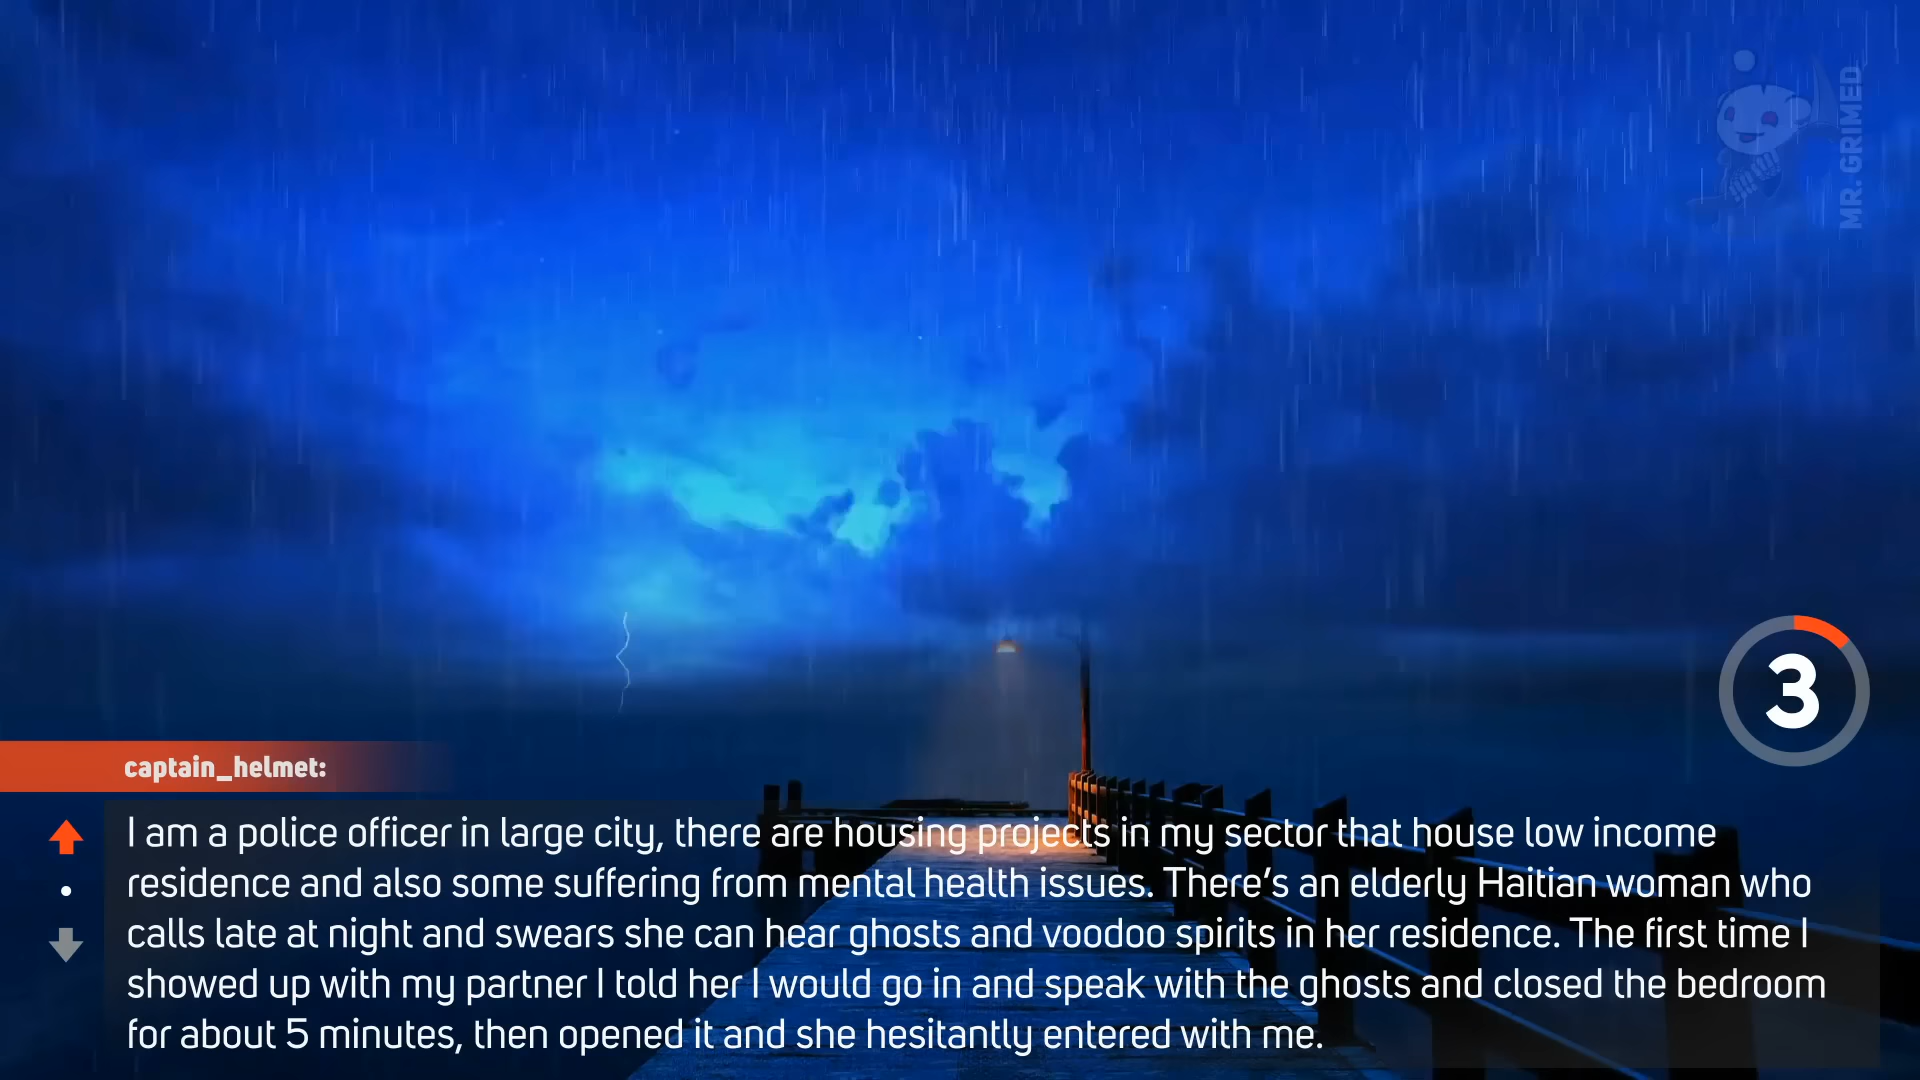 MR. GRIMED
3
captain_helmet:
I am a police officer in large city, there are housing projects in my sector that house low income
residence and also some suffering from mental health issues. There's an elderly Haitian woman who
calls late at night and swears she can hear ghosts and voodoo spirits in her residence. The first time I
showed up with my partner I told her I would go in and speak with the ghosts and closed the bedroom
for about 5 minutes, then opened it and she hesitantly entered with me.